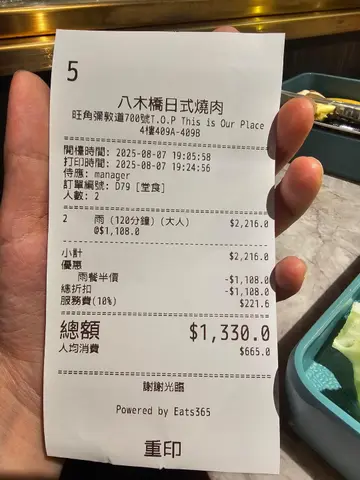 5
八木橋日式燒肉
旺角彌敦道700號T.O.P This is Our Place
4樓409A-409B
開檯時間: 2025-08-07 19:05:58
打印時間: 2025-08-07 19:24:56
侍應: manager
訂單編號: D79 [堂食]
人數: 2
2 雨 (120分鐘) (大人) $2,216.0
@$1,108.0
小計 $2,216.0
優惠
雨餐半價 -$1,108.0
總折扣 -$1,108.0
服務費(10%) $221.6
總額 $1,330.0
人均消費 $665.0
謝謝光臨
Powered by Eats365
重印